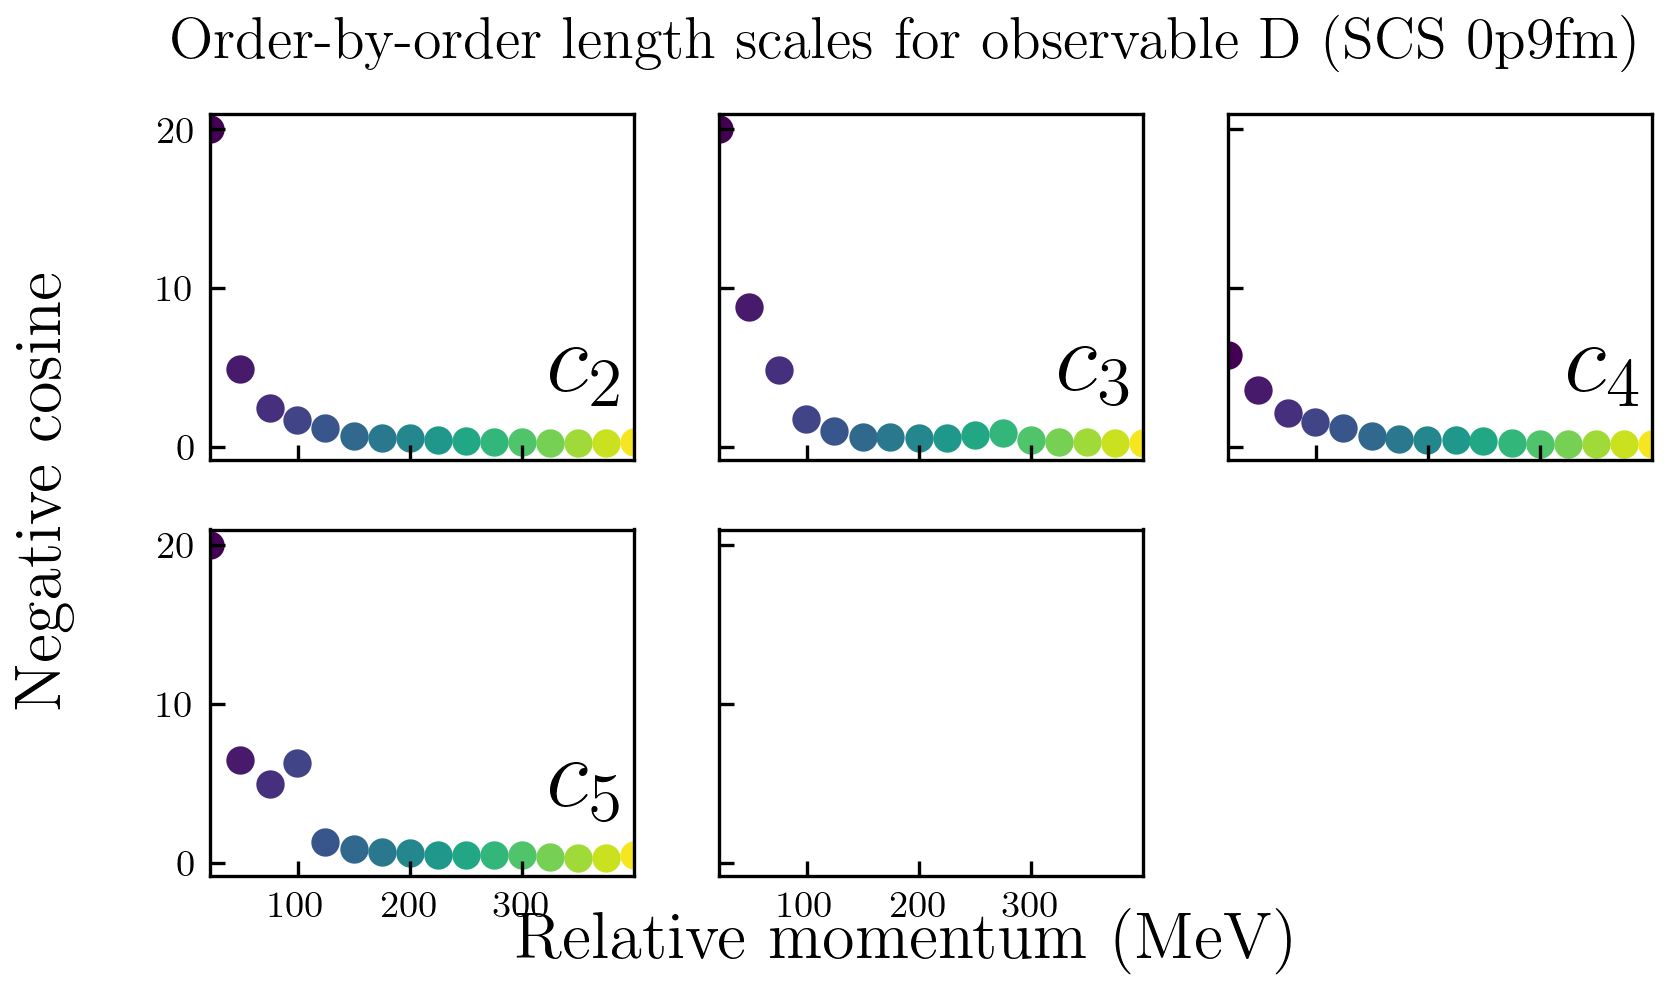 Order-by-order length scales for observable D (SCS 0p9fm)
Negative cosine
20
10
0
c2
c3
c4
20
10
0
c5
100 200 300
100 200 300
Relative momentum (MeV)